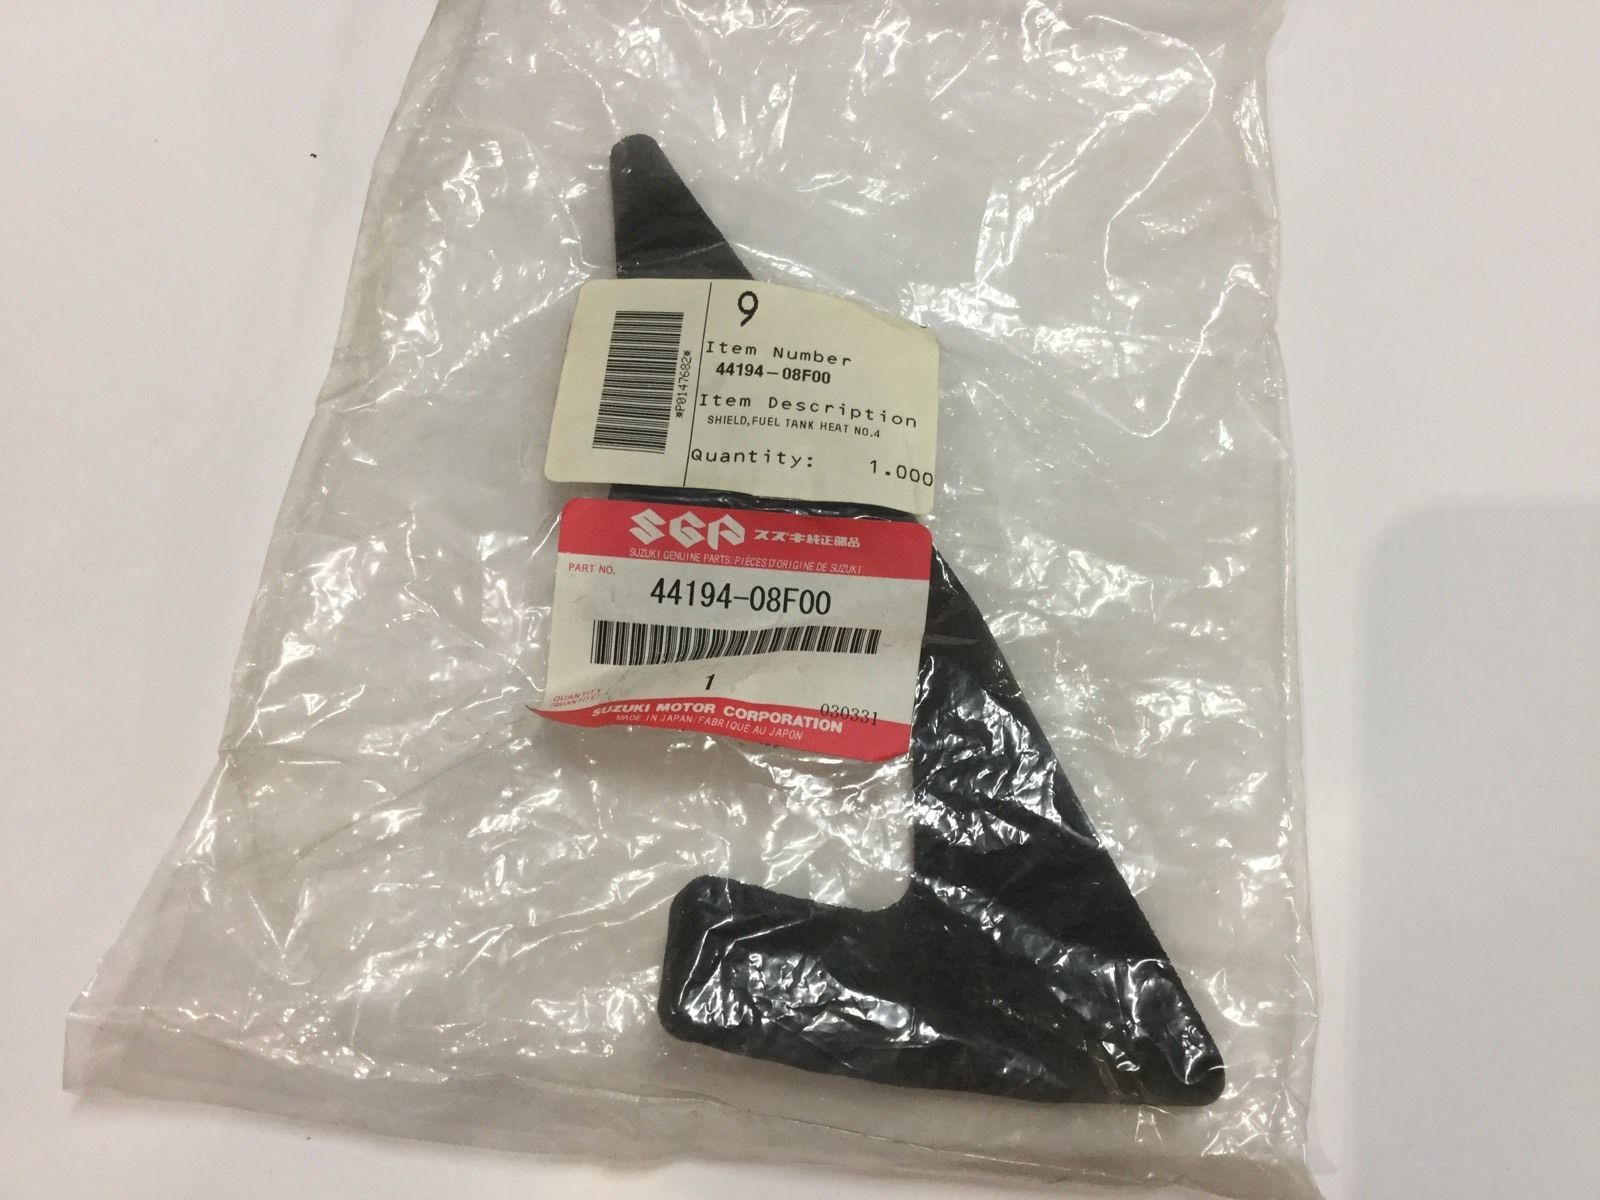 9
Item Number
44194-08F00
Item Description
SHIELD,FUEL TANK HEAT NO.4
Quantity: 1.000
*P0147682*
SGP スズキ純正部品
SUZUKI GENUINE PARTS/PIÈCES D'ORIGINE DE SUZUKI
PART NO.
44194-08F00
1
QUANTITY
(QUANTITE)
030331
SUZUKI MOTOR CORPORATION
MADE IN JAPAN/FABRIQUE AU JAPON